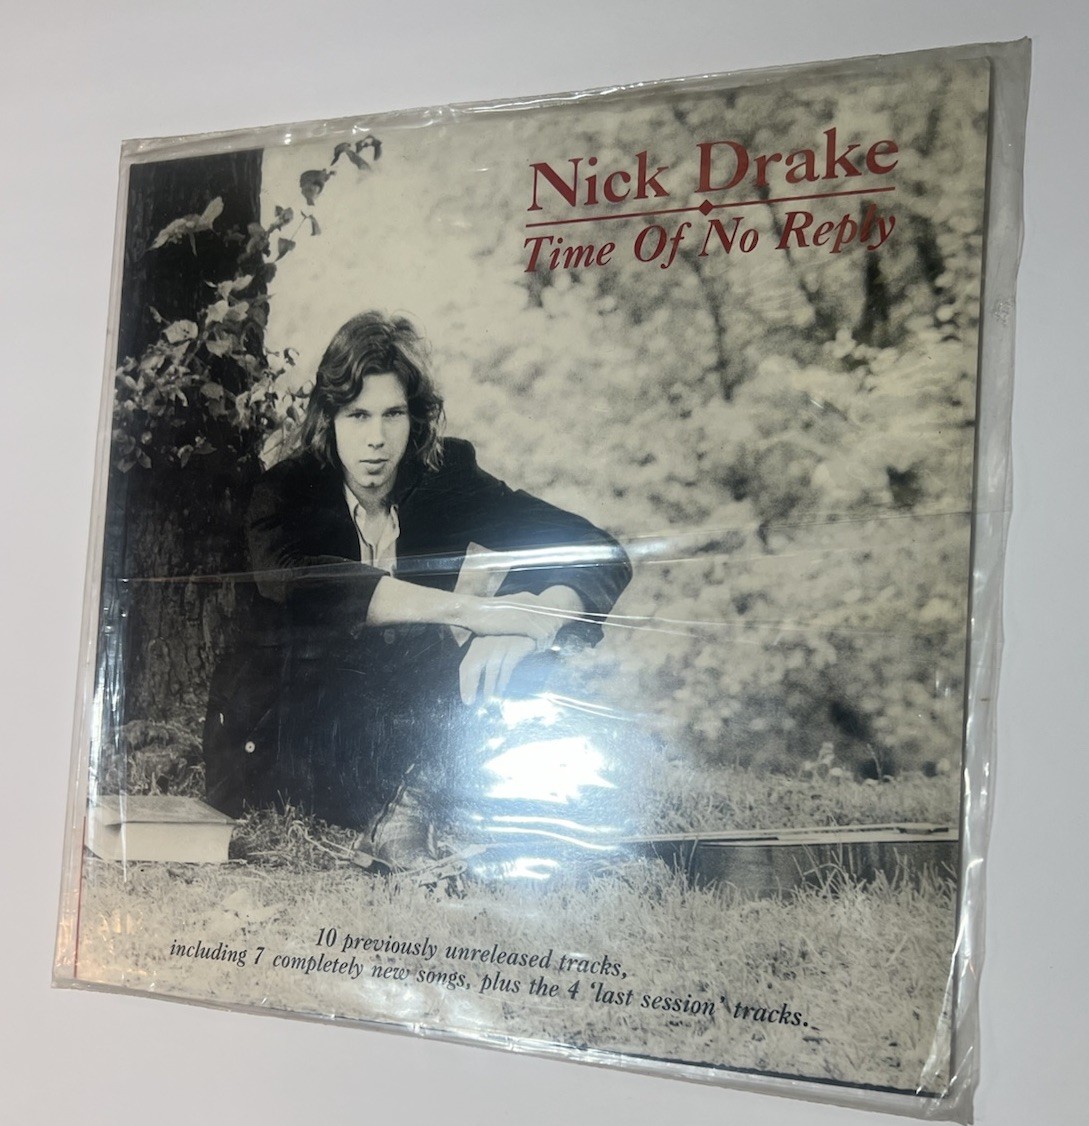 Nick Drake
Time Of No Reply
10 previously unreleased tracks,
including 7 completely new songs, plus the 4 ‘last session’ tracks.